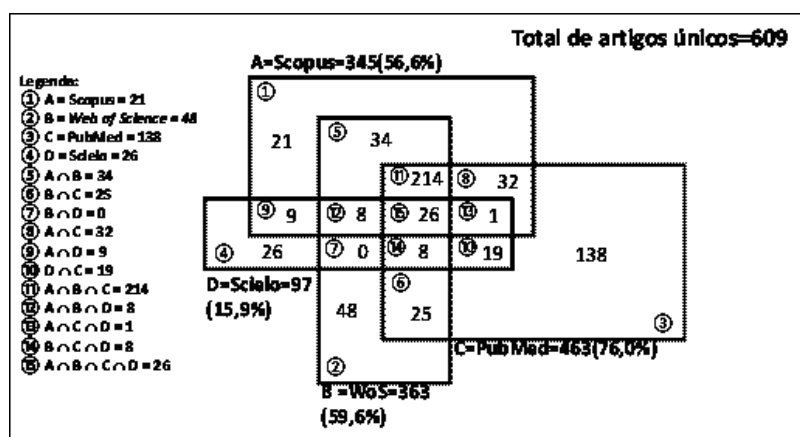 Total de artigos únicos=609
A=Scopus=345(56,6%)
Legenda:
① A = Scopus = 21
② B = Web of Science = 48
③ C = PubMed = 138
④ D = Scielo = 26
⑤ A ∩ B = 34
⑥ B ∩ C = 25
⑦ B ∩ D = 0
⑧ A ∩ C = 32
⑨ A ∩ D = 9
⑩ D ∩ C = 19
⑪ A ∩ B ∩ C = 214
⑫ A ∩ B ∩ D = 8
⑬ A ∩ C ∩ D = 1
⑭ B ∩ C ∩ D = 8
⑮ A ∩ B ∩ C ∩ D = 26
①
21
⑤ 34
⑪ 214
⑧ 32
⑨ 9
⑫ 8
⑮ 26
⑬ 1
④ 26
⑦ 0
⑭ 8
⑩ 19
138
③
⑥
25
48
②
D=Scielo=97
(15,9%)
C=PubMed=463(76,0%)
B =WoS=363
(59,6%)